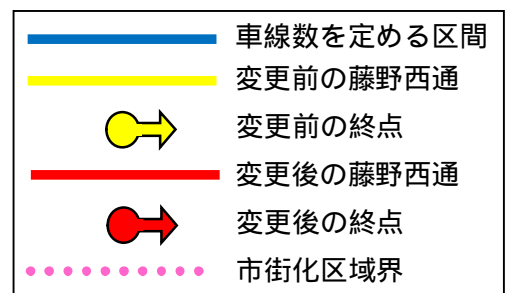 車線数を定める区間
変更前の藤野西通
変更前の終点
変更後の藤野西通
変更後の終点
市街化区域界